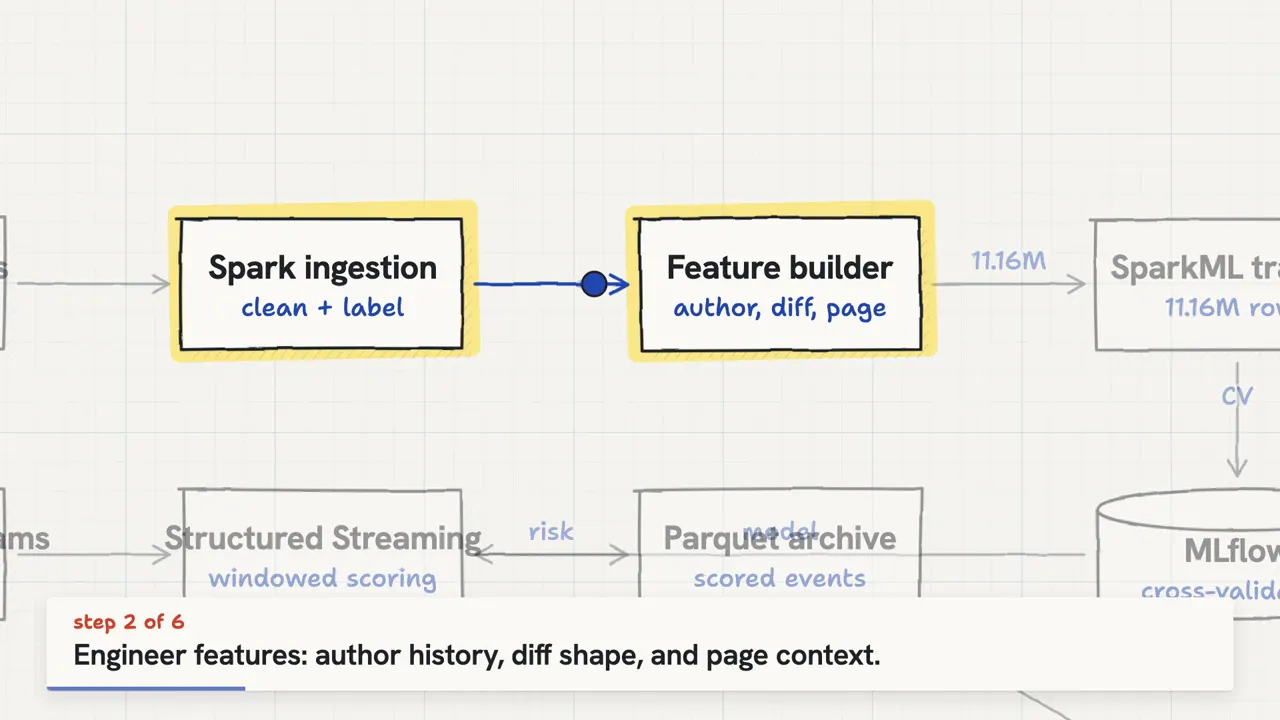 Spark ingestion
clean + label
Feature builder
author, diff, page
11.16M
SparkML
11.16M
CV
Structured Streaming
windowed scoring
risk
Parquet archive
model
scored events
step 2 of 6
Engineer features: author history, diff shape, and page context.